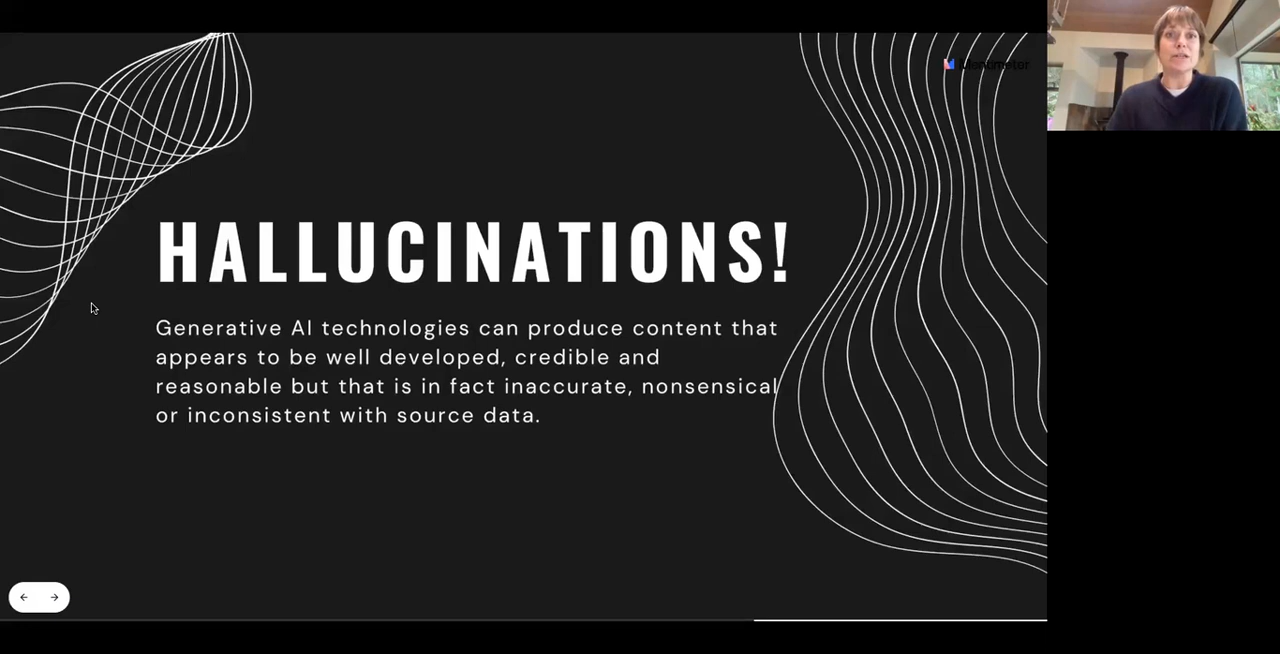 HALLUCINATIONS!
Generative AI technologies can produce content that
appears to be well developed, credible and
reasonable but that is in fact inaccurate, nonsensical
or inconsistent with source data.